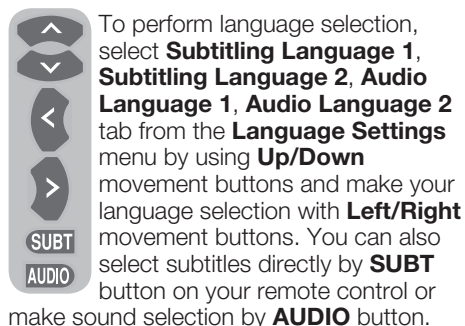 To perform language selection,
select Subtitling Language 1,
Subtitling Language 2, Audio
Language 1, Audio Language 2
tab from the Language Settings
menu by using Up/Down
movement buttons and make your
language selection with Left/Right
movement buttons. You can also
select subtitles directly by SUBT
button on your remote control or
make sound selection by AUDIO button.
SUBT
AUDIO